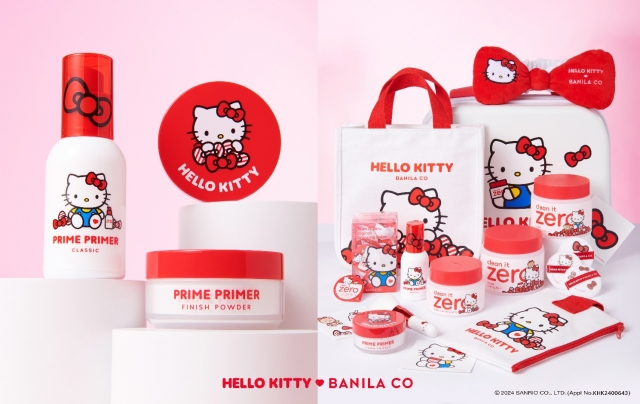 HELLO KITTY
PRIME PRIMER
CLASSIC
PRIME PRIMER
FINISH POWDER
HELLO KITTY
BANILA CO
HELLO KITTY
BANILA CO
clean it
zero
clean it
zero
clean it
zero
zero
HELLO KITTY
HELLO KITTY ♥ BANILA CO
© 2024 SANRIO CO., LTD. (Appl No.KHK2400643)